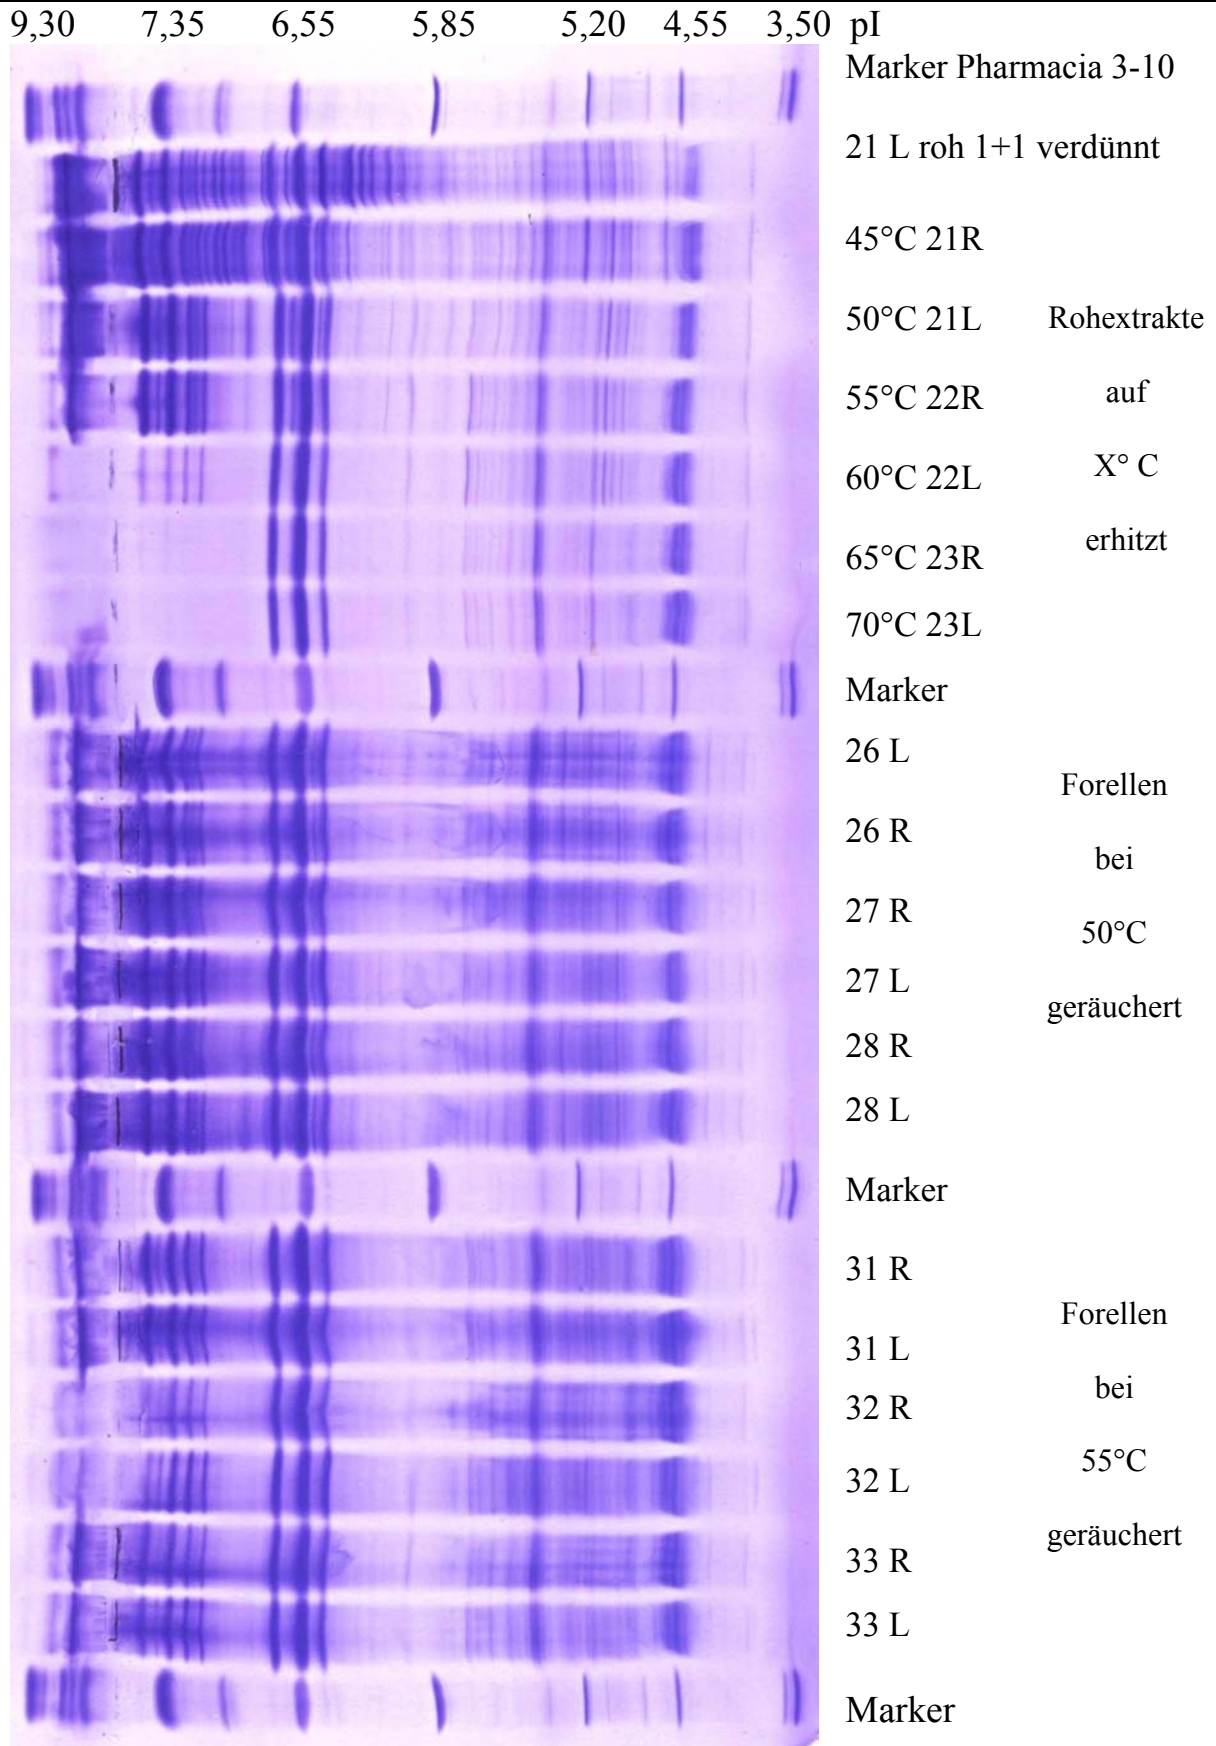 9,30 7,35 6,55 5,85 5,20 4,55 3,50 pI
Marker Pharmacia 3-10
21 L roh 1+1 verdünnt
45°C 21R
50°C 21L Rohextrakte
55°C 22R auf
60°C 22L X° C
65°C 23R erhitzt
70°C 23L
Marker
26 L
Forellen
26 R
bei
27 R
50°C
27 L
geräuchert
28 R
28 L
Marker
31 R
Forellen
31 L
bei
32 R
55°C
32 L
geräuchert
33 R
33 L
Marker